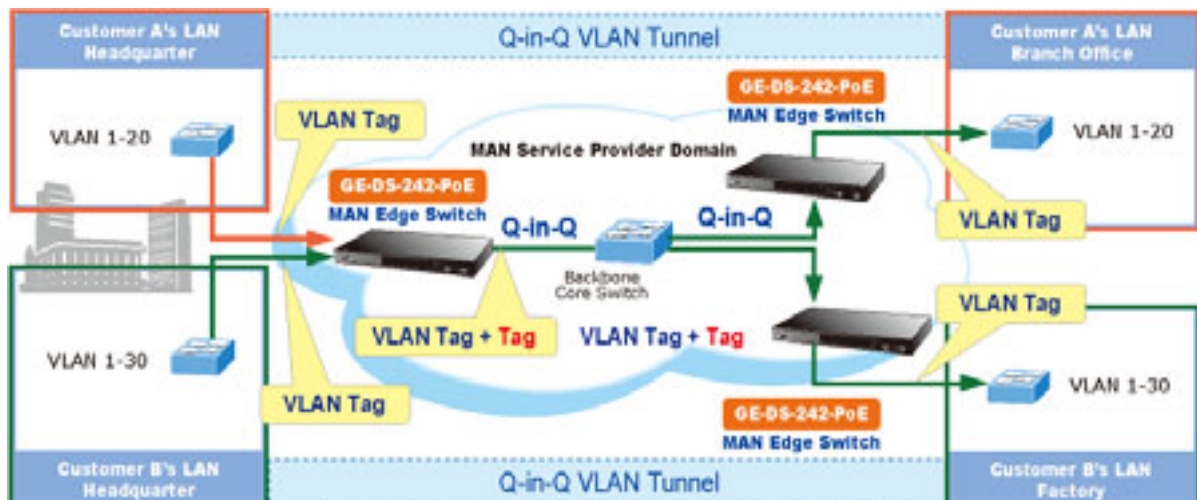 Customer A's LAN
Headquarter
Q-in-Q VLAN Tunnel
Customer A's LAN
Branch Office
VLAN 1-20
VLAN Tag
GE-DS-242-PoE
MAN Edge Switch
VLAN 1-20
MAN Service Provider Domain
GE-DS-242-PoE
MAN Edge Switch
Q-in-Q
Q-in-Q
VLAN Tag
Backbone
Core Switch
VLAN Tag
VLAN Tag + Tag
VLAN Tag + Tag
VLAN 1-30
VLAN Tag
VLAN 1-30
GE-DS-242-PoE
MAN Edge Switch
Customer B's LAN
Headquarter
Q-in-Q VLAN Tunnel
Customer B's LAN
Factory